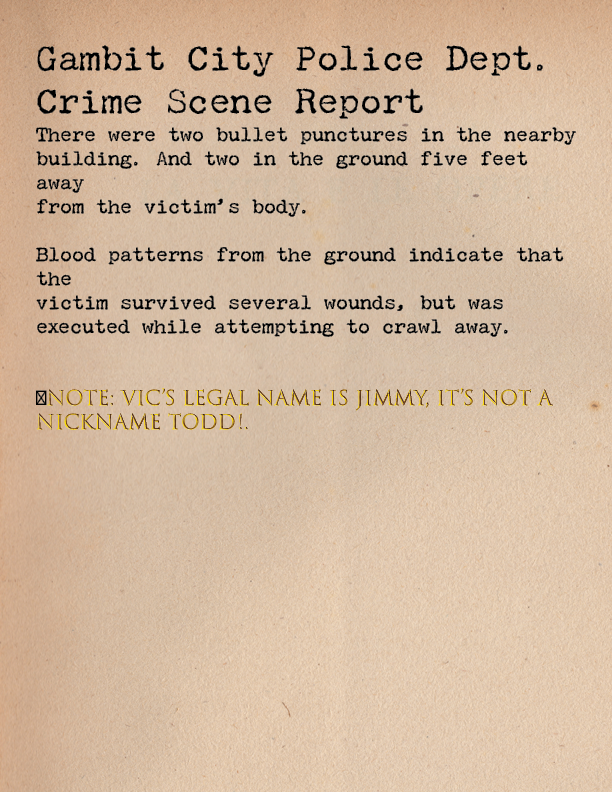 Gambit City Police Dept.
Crime Scene Report
There were two bullet punctures in the nearby
building. And two in the ground five feet
away
from the victim's body.
Blood patterns from the ground indicate that
the
victim survived several wounds, but was
executed while attempting to crawl away.
NOTE: VIC'S LEGAL NAME IS JIMMY, IT'S NOT A
NICKNAME TODD!.